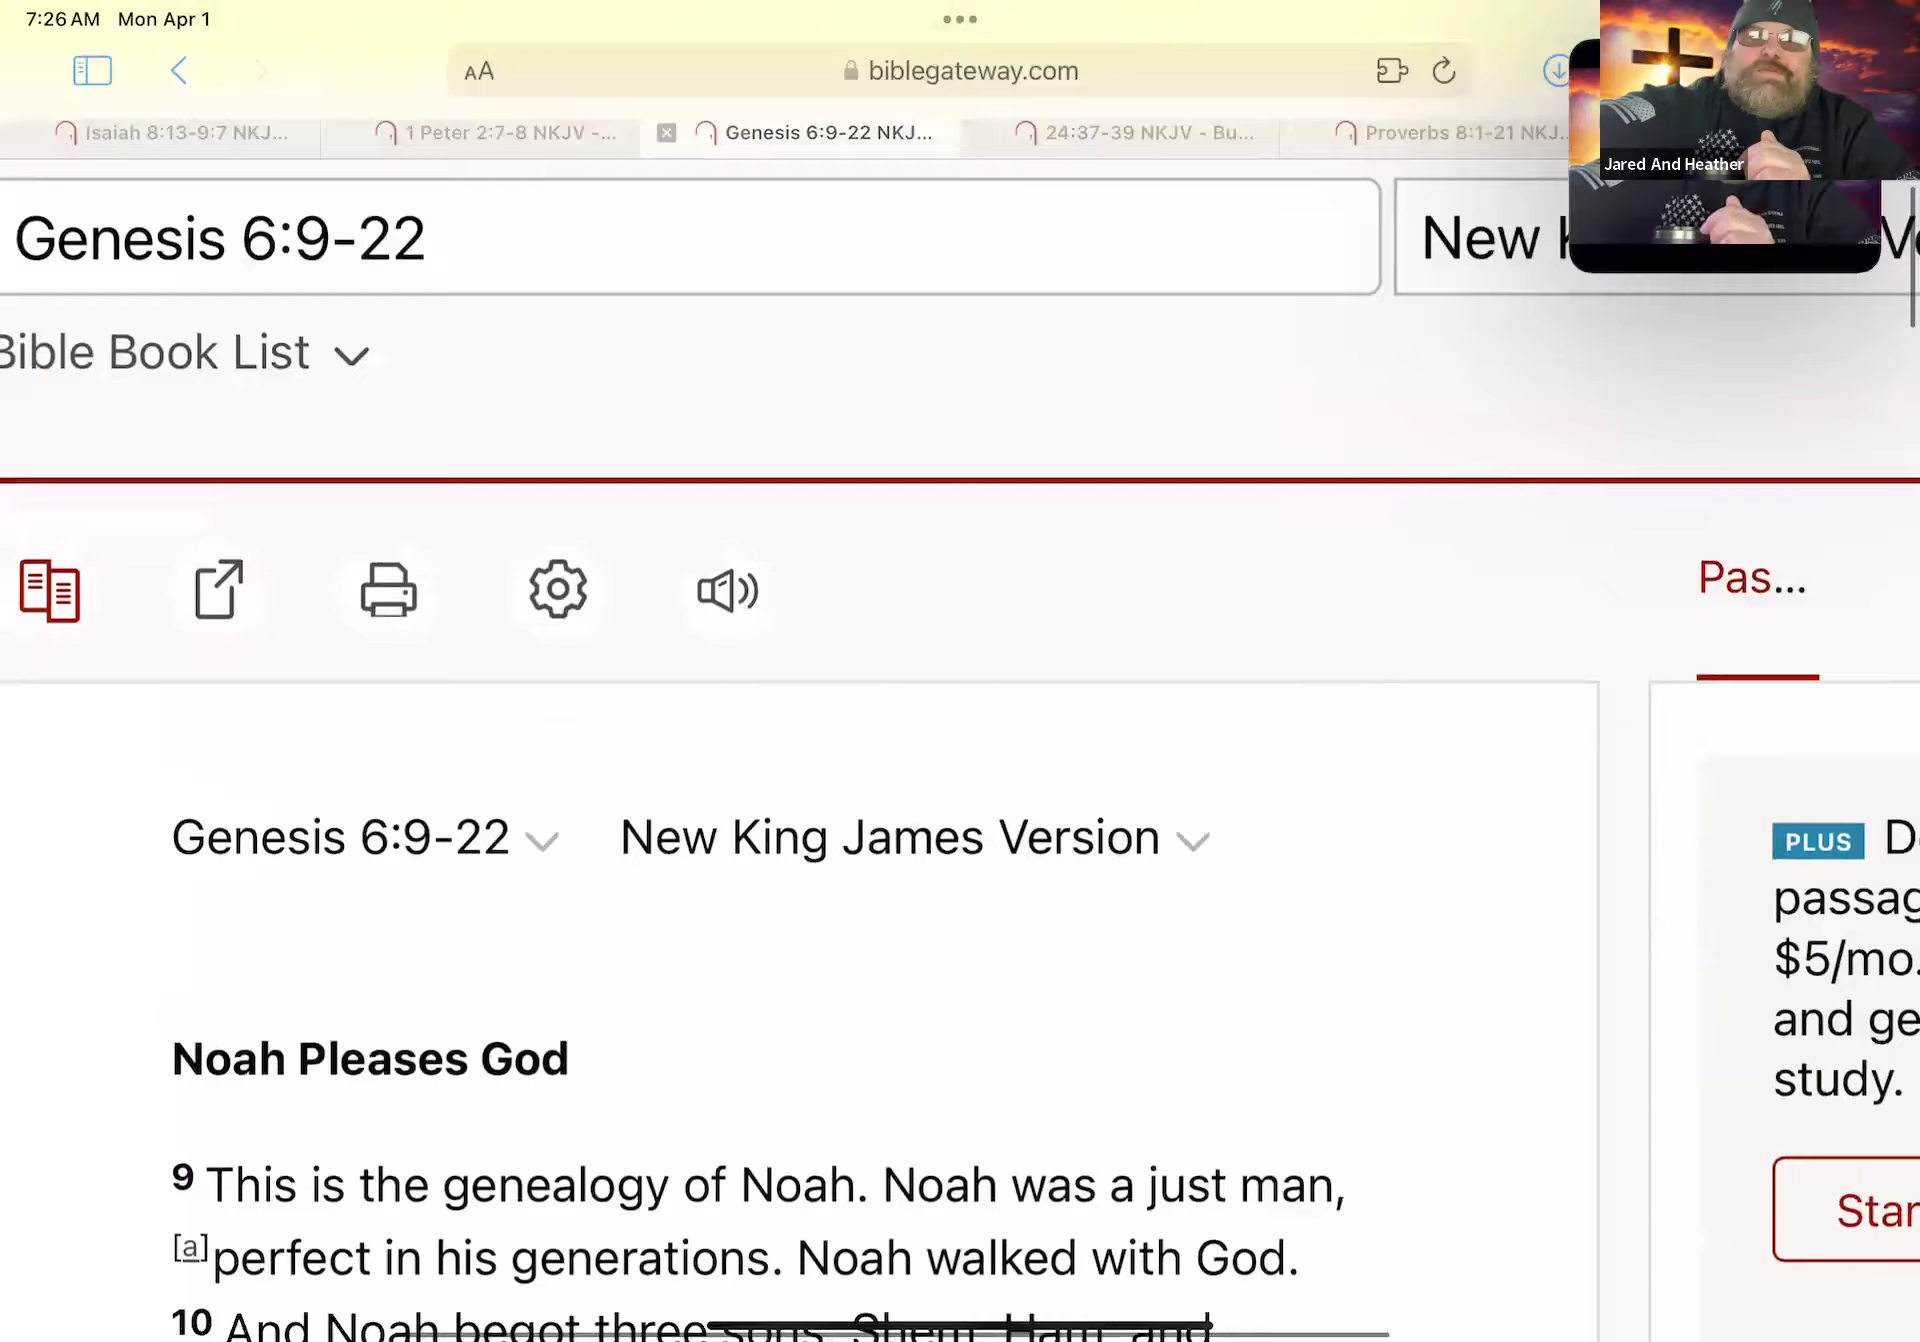 7:26 AM Mon Apr 1
AA
biblegateway.com
Isaiah 8:13-9:7 NKJ...
1 Peter 2:7-8 NKJV -...
Genesis 6:9-22 NKJ...
24:37-39 NKJV - Bu...
Proverbs 8:1-21 NKJ...
Jared And Heather
Genesis 6:9-22
New
Bible Book List
Pas...
Genesis 6:9-22
New King James Version
PLUS
passag
$5/mo.
and ge
study.
Star
Noah Pleases God
9 This is the genealogy of Noah. Noah was a just man,
[a]perfect in his generations. Noah walked with God.
10 And Noah begot three sons: Shem, Ham, and